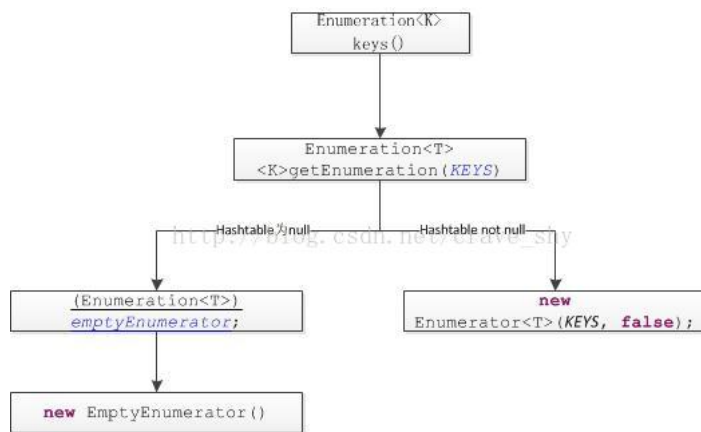 Enumeration<K>
keys()
Enumeration<T>
<K>getEnumeration(KEYS)
Hashtable为null
Hashtable not null
http://blog.csdn.net/crave_shy
(Enumeration<T>)
emptyEnumerator;
new
Enumerator<T>(KEYS, false);
new EmptyEnumerator()